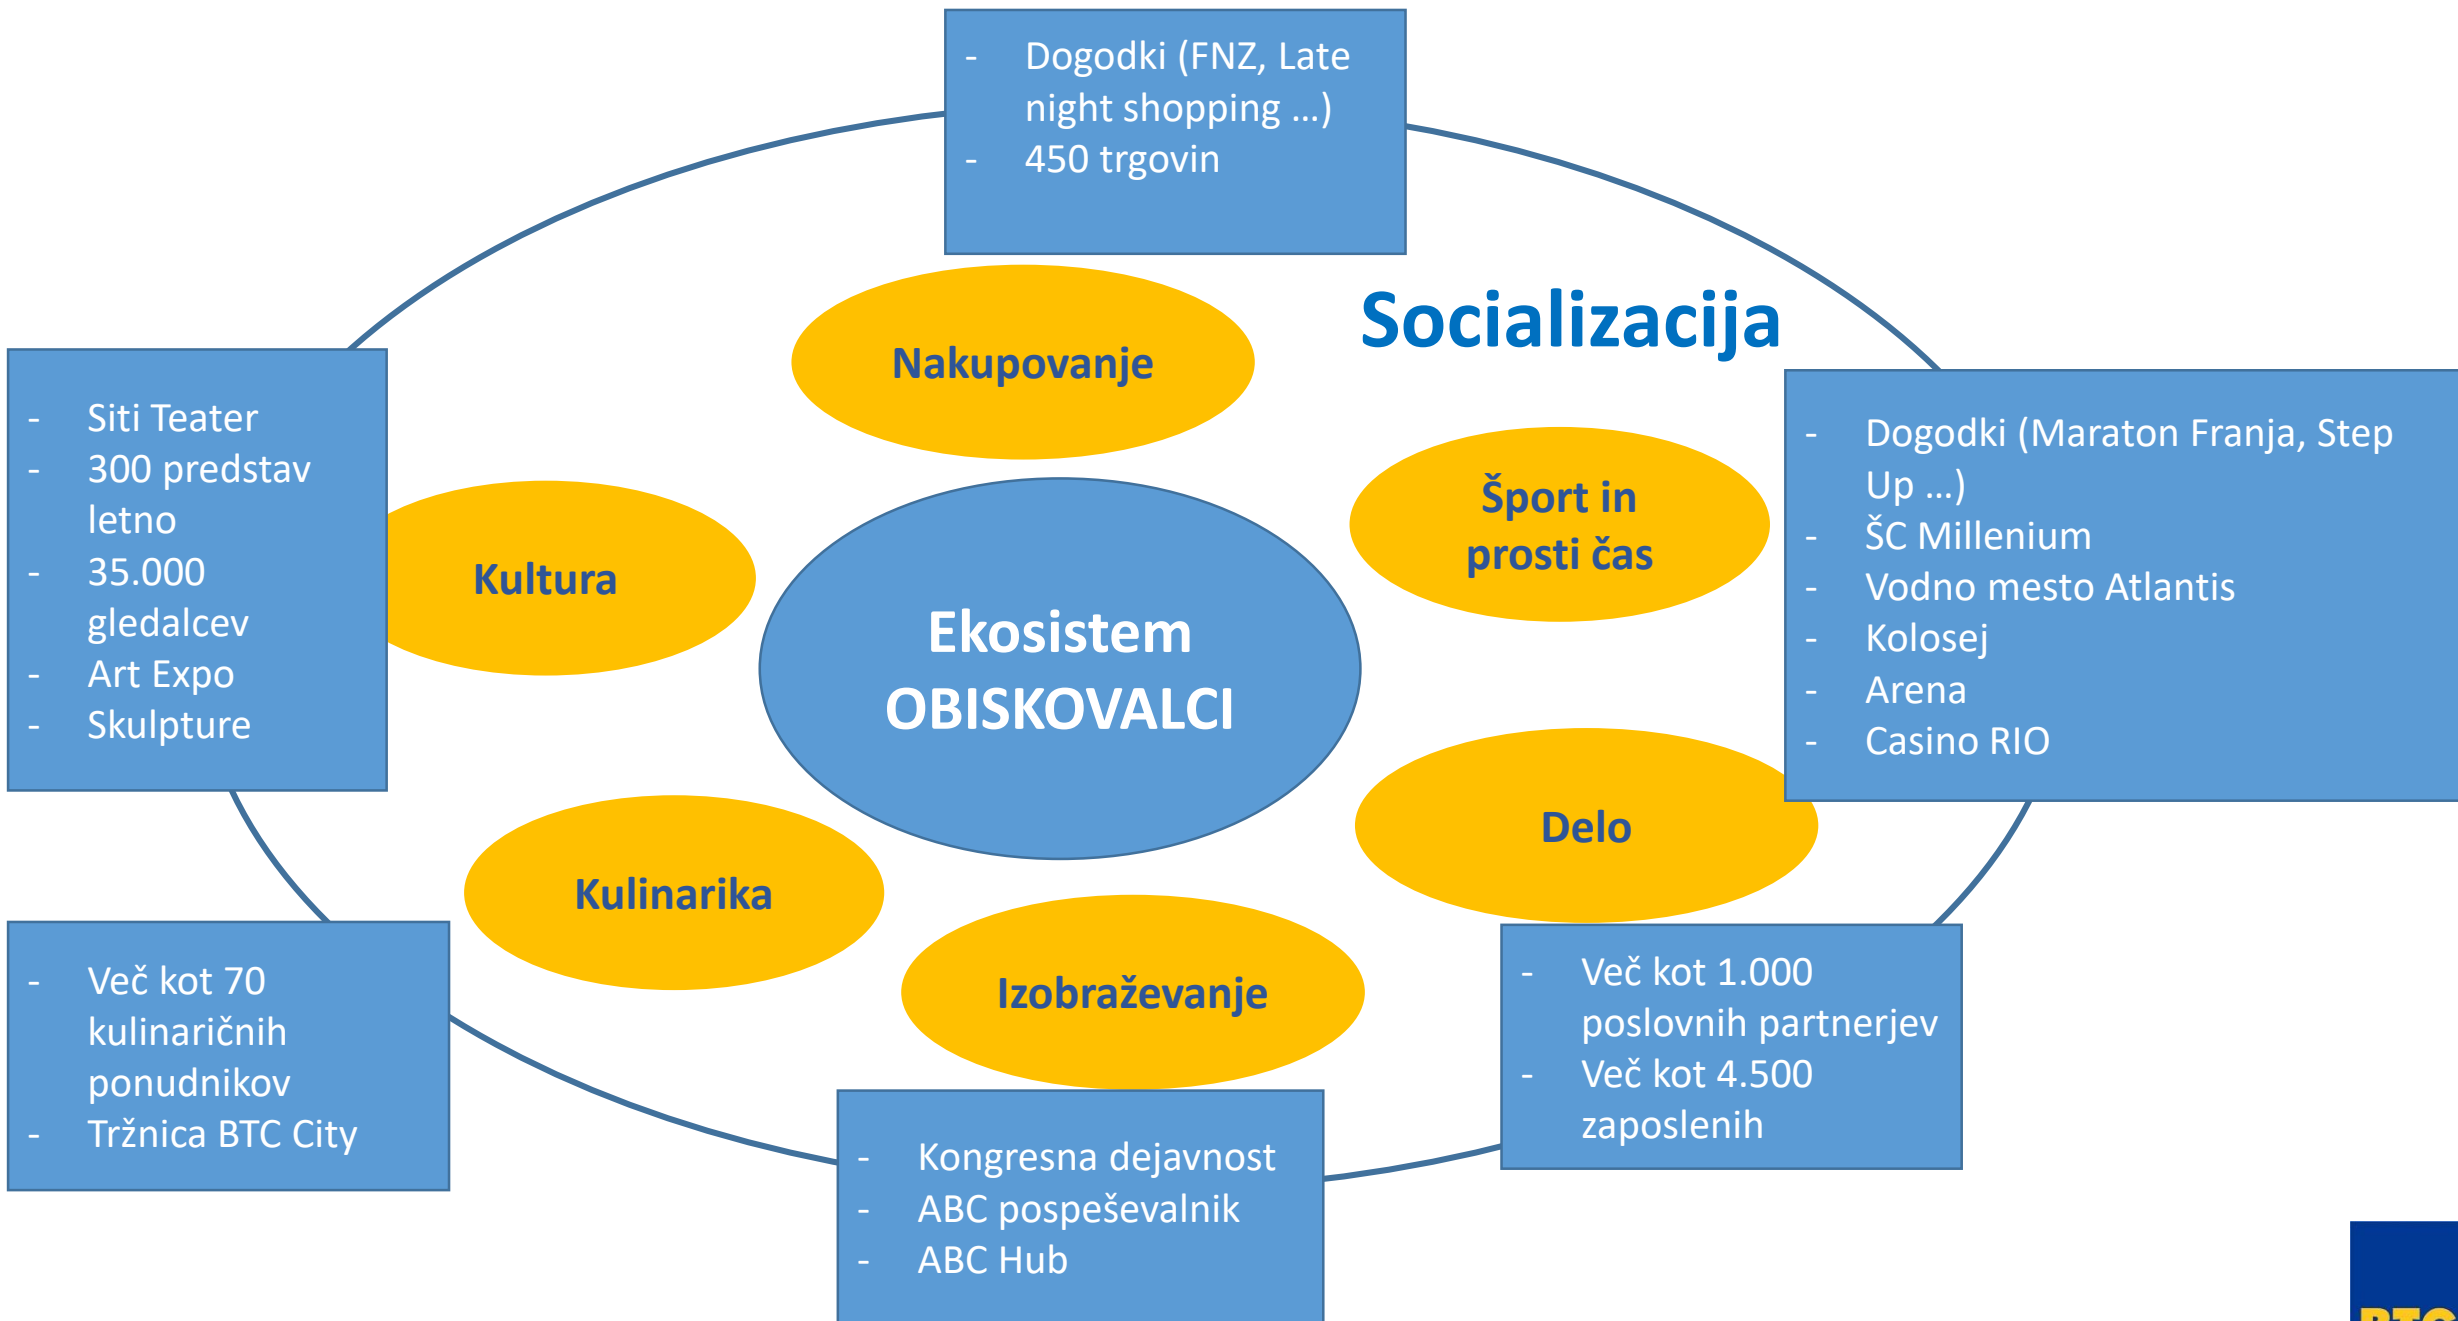 - Dogodki (FNZ, Late
night shopping ...)
- 450 trgovin
Socializacija
Nakupovanje
- Siti Teater
- 300 predstav
letno
- 35.000
gledalcev
- Art Expo
- Skulpture
Kultura
Šport in
prosti čas
- Dogodki (Maraton Franja, Step
Up ...)
- ŠC Millenium
- Vodno mesto Atlantis
- Kolosej
- Arena
- Casino RIO
Ekosistem
OBISKOVALCI
Delo
Kulinarika
Izobraževanje
- Več kot 70
kulinaričnih
ponudnikov
- Tržnica BTC City
- Kongresna dejavnost
- ABC pospeševalnik
- ABC Hub
- Več kot 1.000
poslovnih partnerjev
- Več kot 4.500
zaposlenih
BTC